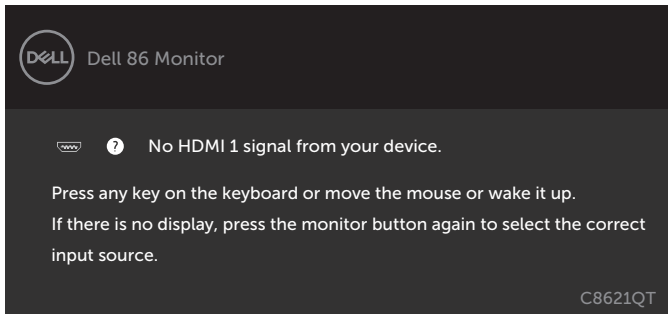 DELL
Dell 86 Monitor
? No HDMI 1 signal from your device.
Press any key on the keyboard or move the mouse or wake it up.
If there is no display, press the monitor button again to select the correct
input source.
C8621QT